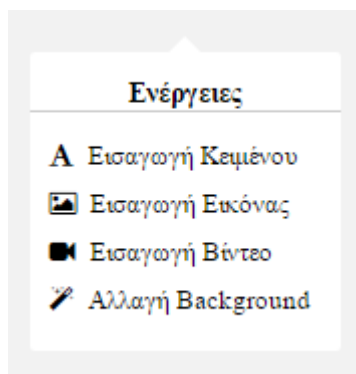 Ενέργειες
Εισαγωγή Κειμένου
Εισαγωγή Εικόνας
Εισαγωγή Βίντεο
Αλλαγή Background